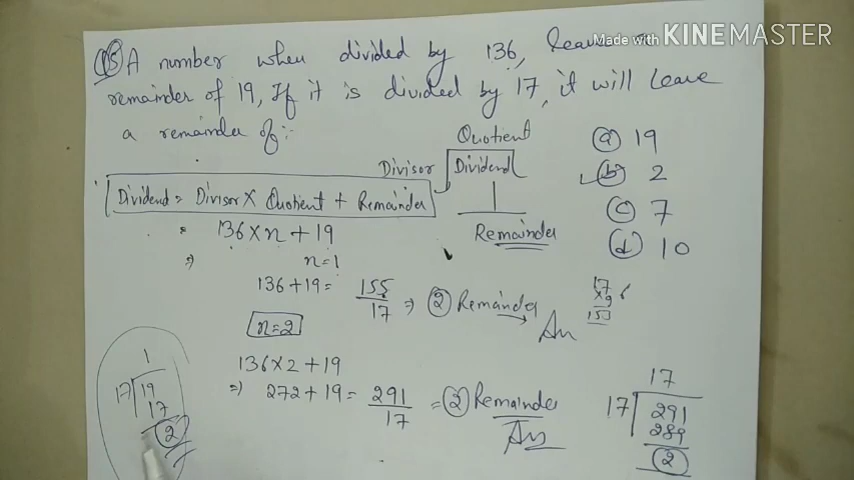 Made with KINEMASTER
Q5 A number when divided by 136, leaves a
remainder of 19, If it is divided by 17, it will leave
a remainder of:-
Quotient
Divisor Dividend
Remainder
(a) 19
(b) 2
(c) 7
(d) 10
Dividend = Divisor × Quotient + Remainder
= 136 × n + 19
⇒ n=1
136+19 = 155/17 ⇒ 2 Remainder
Ans
17
×9
153
n=2
136×2+19
⇒ 272+19 = 291/17 = 2 Remainder
Ans
1
17 19
17
2
17
17 291
289
2